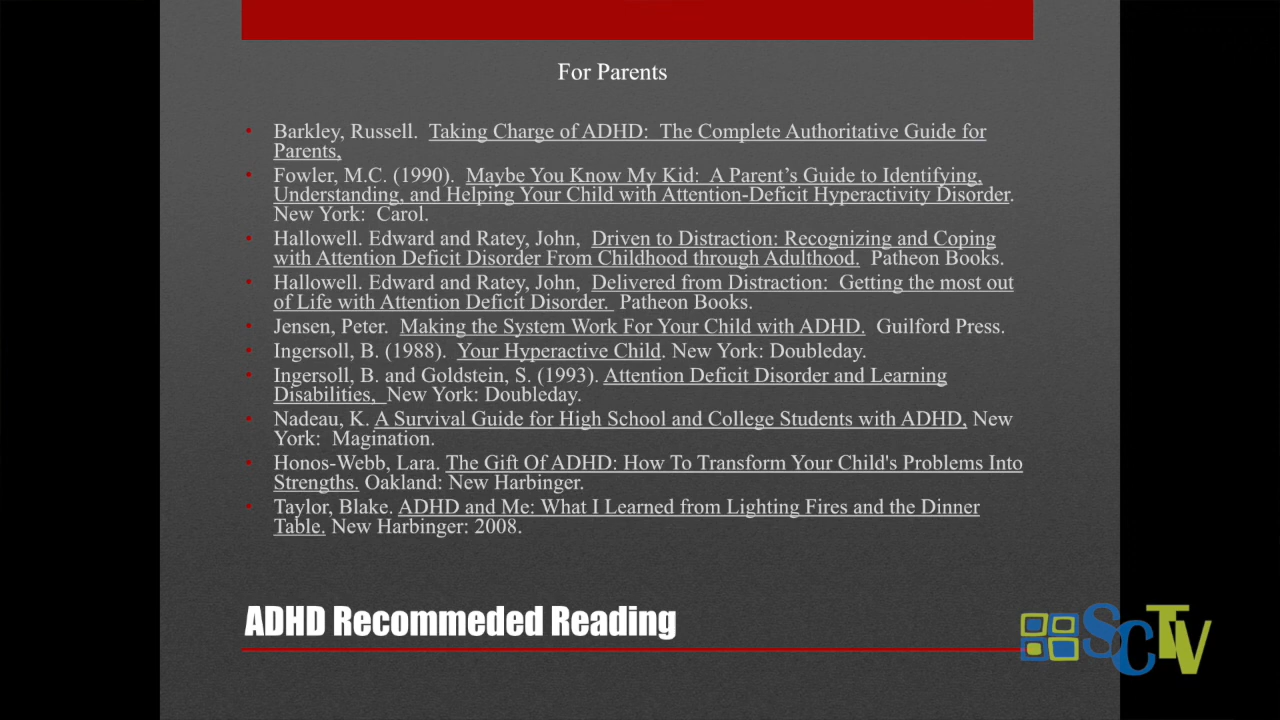 For Parents
• Barkley, Russell.  Taking Charge of ADHD:  The Complete Authoritative Guide for
Parents,
• Fowler, M.C. (1990).  Maybe You Know My Kid:  A Parent’s Guide to Identifying,
Understanding, and Helping Your Child with Attention-Deficit Hyperactivity Disorder.
New York:  Carol.
• Hallowell. Edward and Ratey, John,  Driven to Distraction: Recognizing and Coping
with Attention Deficit Disorder From Childhood through Adulthood.  Patheon Books.
• Hallowell. Edward and Ratey, John,  Delivered from Distraction:  Getting the most out
of Life with Attention Deficit Disorder.  Patheon Books.
• Jensen, Peter.  Making the System Work For Your Child with ADHD.  Guilford Press.
• Ingersoll, B. (1988).  Your Hyperactive Child. New York: Doubleday.
• Ingersoll, B. and Goldstein, S. (1993). Attention Deficit Disorder and Learning
Disabilities,  New York: Doubleday.
• Nadeau, K. A Survival Guide for High School and College Students with ADHD, New
York:  Magination.
• Honos-Webb, Lara. The Gift Of ADHD: How To Transform Your Child's Problems Into
Strengths. Oakland: New Harbinger.
• Taylor, Blake. ADHD and Me: What I Learned from Lighting Fires and the Dinner
Table. New Harbinger: 2008.
ADHD Recommeded Reading
SCTV